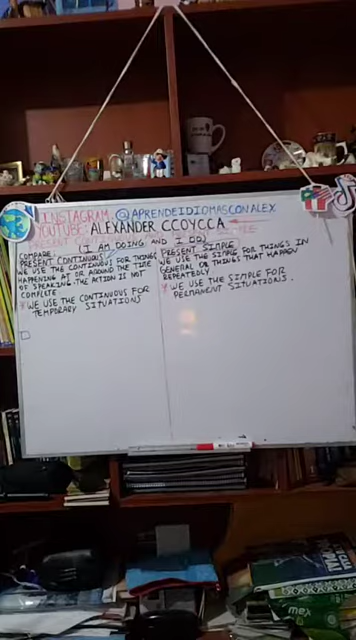 INSTAGRAM: @APRENDEIDIOMASCONALEX
YOUTUBE: ALEXANDER CCOYCCA
PRESENT CONTINUOUS
(I AM DOING) AND I DO)
COMPARE:
PRESENT CONTINUOUS
WE USE THE CONTINUOUS FOR THINGS
HAPPENING AT OR AROUND THE TIME
OF SPEAKING. THE ACTION IS NOT
COMPLETE.
* WE USE THE CONTINUOUS FOR
TEMPORARY SITUATIONS
PRESENT SIMPLE
WE USE THE SIMPLE FOR THINGS IN
GENERAL OR THINGS THAT HAPPEN
REPEATEDLY
* WE USE THE SIMPLE FOR
PERMANENT SITUATIONS.